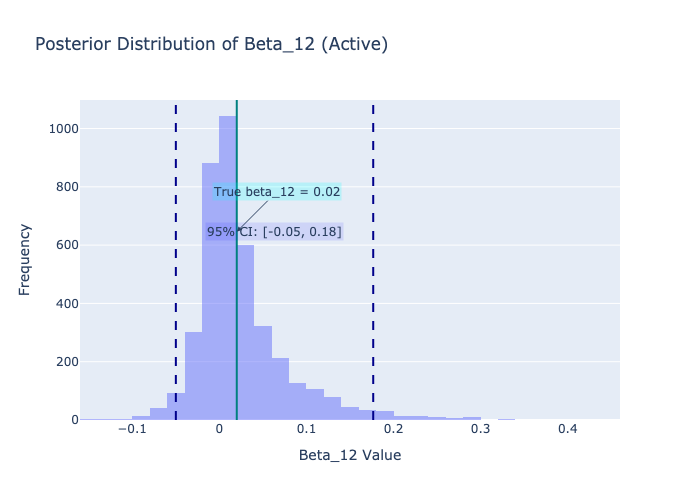 Posterior Distribution of Beta_12 (Active)
1000
800
600
400
200
0
Frequency
True beta_12 = 0.02
95% CI: [-0.05, 0.18]
−0.1
0
0.1
0.2
0.3
0.4
Beta_12 Value